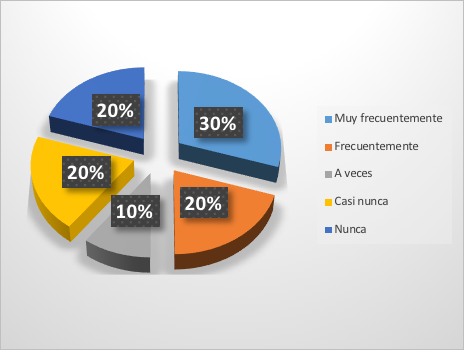 20%
30%
20%
10%
20%
Muy frecuentemente
Frecuentemente
A veces
Casi nunca
Nunca